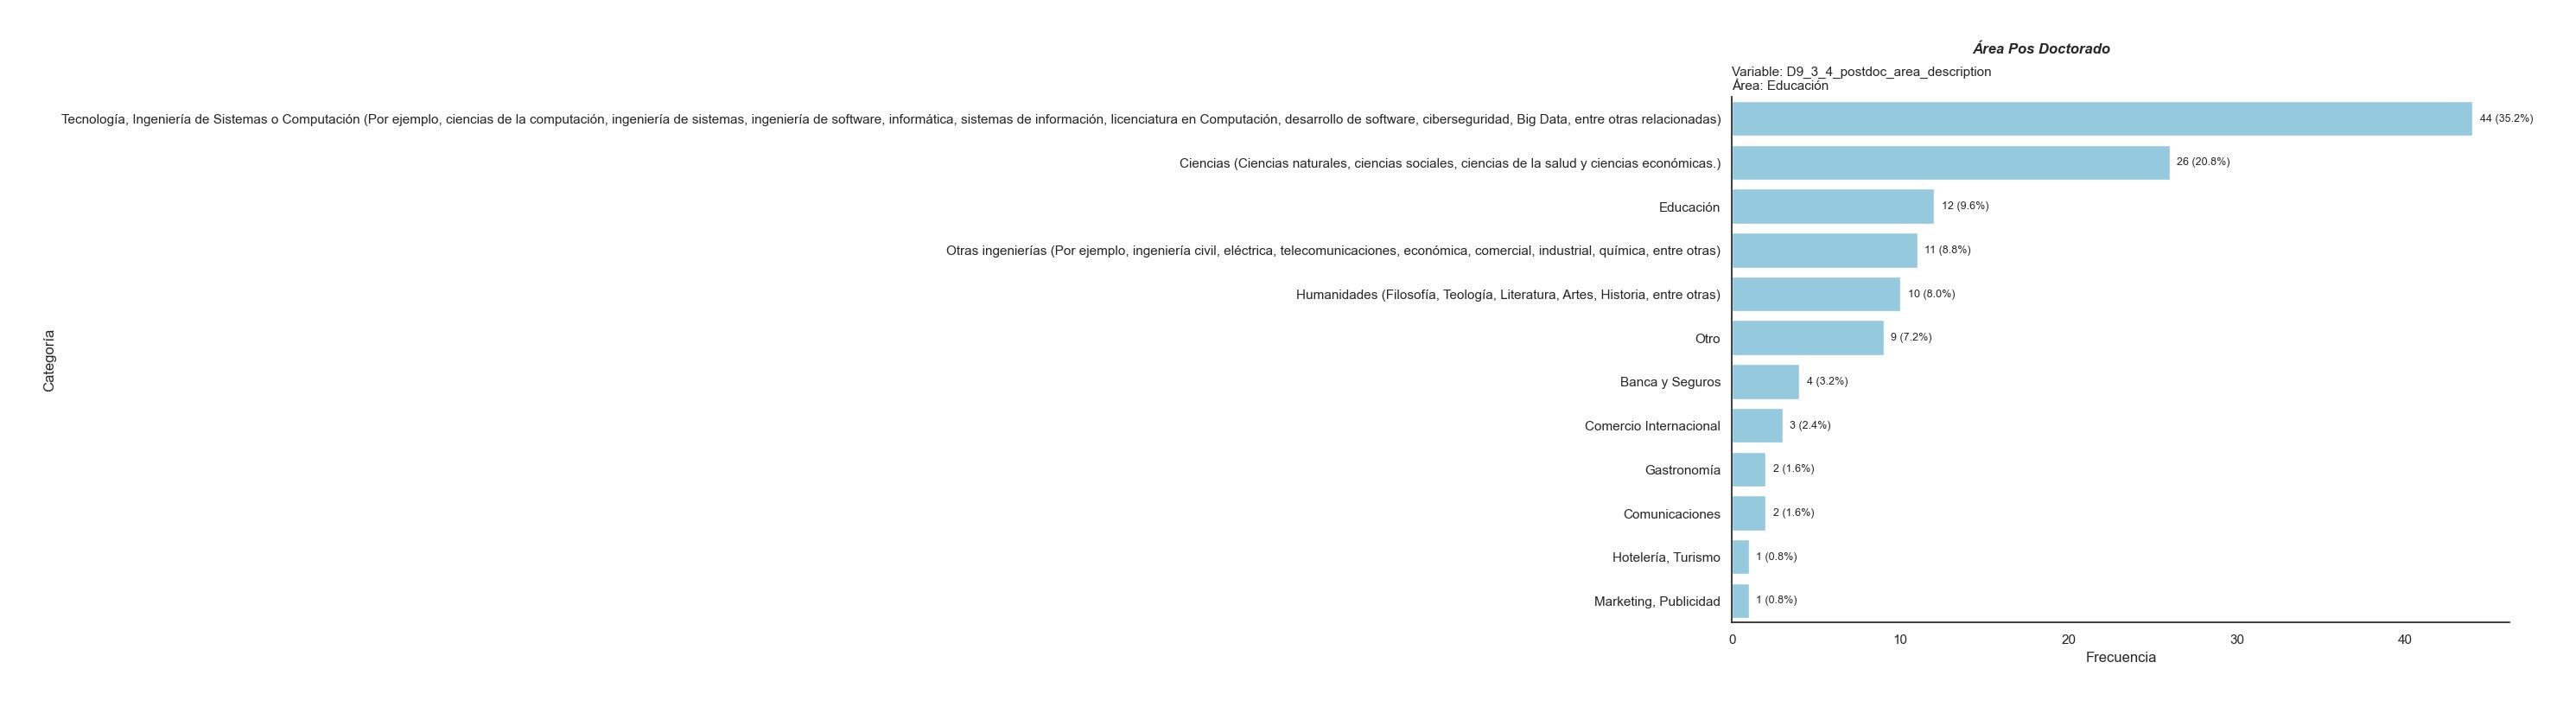 Área Pos Doctorado
Variable: D9_3_4_postdoc_area_description
Área: Educación
Tecnología, Ingeniería de Sistemas o Computación (Por ejemplo, ciencias de la computación, ingeniería de sistemas, ingeniería de software, informática, sistemas de información, licenciatura en Computación, desarrollo de software, ciberseguridad, Big Data, entre otras relacionadas) 44 (35.2%)
Ciencias (Ciencias naturales, ciencias sociales, ciencias de la salud y ciencias económicas.) 26 (20.8%)
Educación 12 (9.6%)
Otras ingenierías (Por ejemplo, ingeniería civil, eléctrica, telecomunicaciones, económica, comercial, industrial, química, entre otras) 11 (8.8%)
Humanidades (Filosofía, Teología, Literatura, Artes, Historia, entre otras) 10 (8.0%)
Otro 9 (7.2%)
Categoría
Banca y Seguros 4 (3.2%)
Comercio Internacional 3 (2.4%)
Gastronomía 2 (1.6%)
Comunicaciones 2 (1.6%)
Hotelería, Turismo 1 (0.8%)
Marketing, Publicidad 1 (0.8%)
0 10 20 30 40
Frecuencia